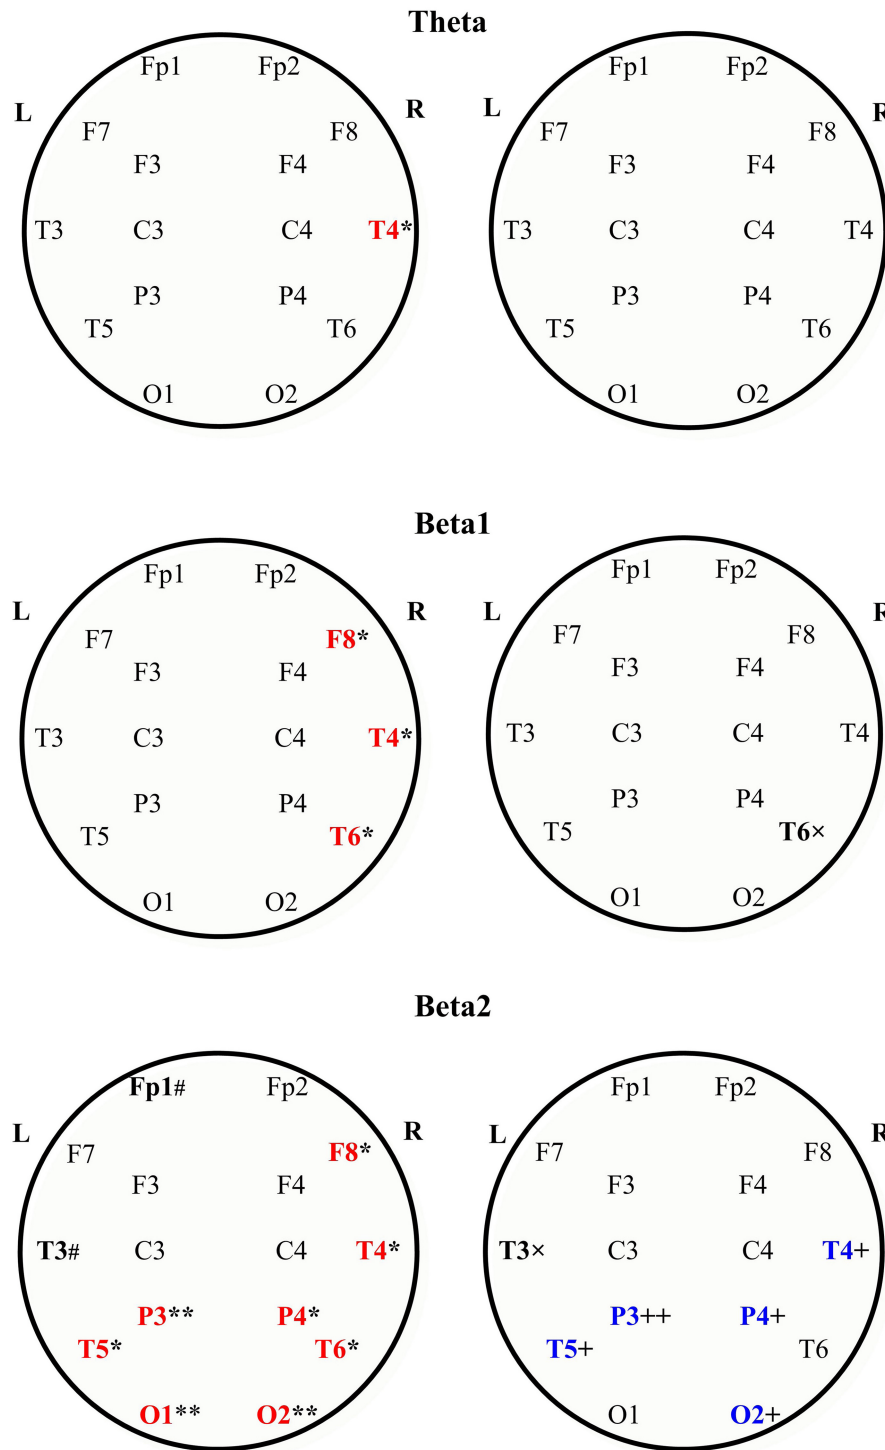 Theta
Fp1 Fp2 Fp1 Fp2
L R L R
F7 F8 F7 F8
F3 F4 F3 F4
T3 C3 C4 T4* T3 C3 C4 T4
P3 P4 P3 P4
T5 T6 T5 T6
O1 O2 O1 O2
Beta1
Fp1 Fp2 Fp1 Fp2
L R L R
F7 F8* F7 F8
F3 F4 F3 F4
T3 C3 C4 T4* T3 C3 C4 T4
P3 P4 P3 P4
T5 T6* T5 T6×
O1 O2 O1 O2
Beta2
Fp1# Fp2 Fp1 Fp2
L R L R
F7 F8* F7 F8
F3 F4 F3 F4
T3# C3 C4 T4* T3× C3 C4 T4+
P3** P4* P3++ P4+
T5* T6* T5+ T6
O1** O2** O1 O2+